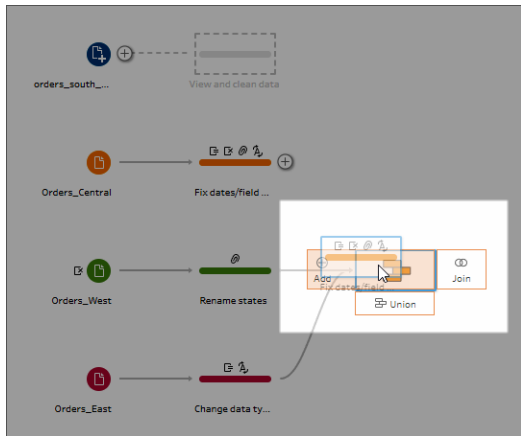 orders_south_...
View and clean data
Orders_Central
Fix dates/field ...
Add
Join
Fix dates/field ...
Union
Orders_West
Rename states
Orders_East
Change data ty...